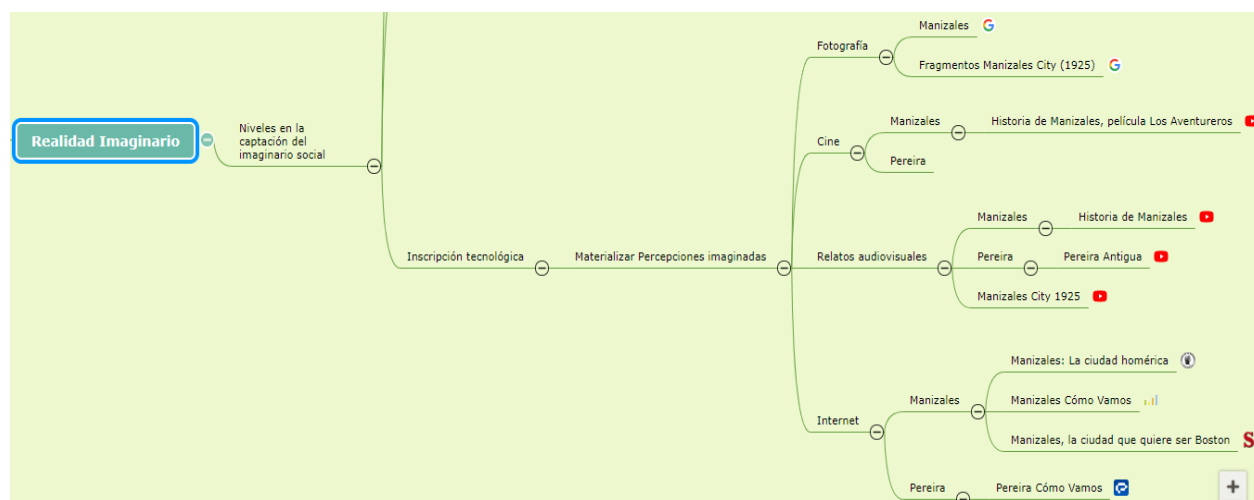 Realidad Imaginario
Niveles en la
captación del
imaginario social
Inscripción tecnológica
Materializar Percepciones imaginadas
Fotografía
Manizales
Fragmentos Manizales City (1925)
Cine
Manizales
Historia de Manizales, película Los Aventureros
Pereira
Relatos audiovisuales
Manizales
Historia de Manizales
Pereira
Pereira Antigua
Manizales City 1925
Internet
Manizales
Manizales: La ciudad homérica
Manizales Cómo Vamos
Manizales, la ciudad que quiere ser Boston
Pereira
Pereira Cómo Vamos